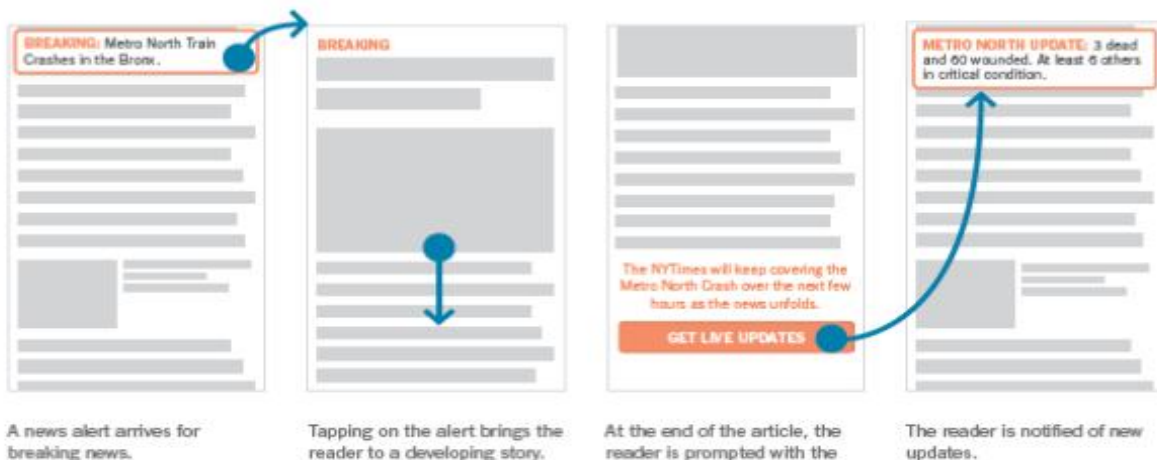 BREAKING: Metro North Train
Crashes in the Bronx.
BREAKING
The NYTimes will keep covering the
Metro North Crash over the next few
hours as the news unfolds.
GET LIVE UPDATES
METRO NORTH UPDATE: 3 dead
and 60 wounded. At least 6 others
in critical condition.
A news alert arrives for
breaking news.
Tapping on the alert brings the
reader to a developing story.
At the end of the article, the
reader is prompted with the
The reader is notified of new
updates.